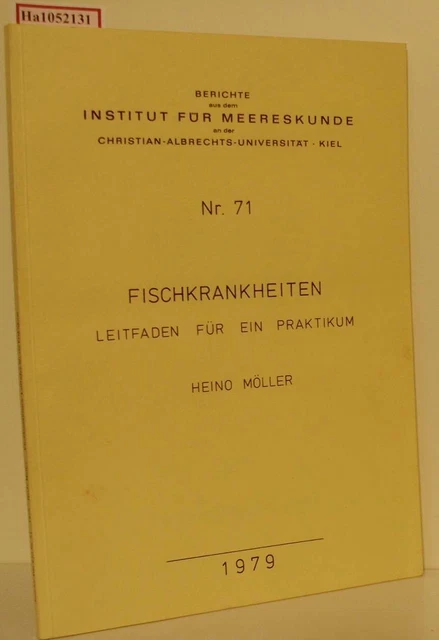 Ha1052131
BERICHTE
aus dem
INSTITUT FÜR MEERESKUNDE
an der
CHRISTIAN-ALBRECHTS-UNIVERSITÄT · KIEL
Nr. 71
FISCHKRANKHEITEN
LEITFADEN FÜR EIN PRAKTIKUM
HEINO MÖLLER
1979